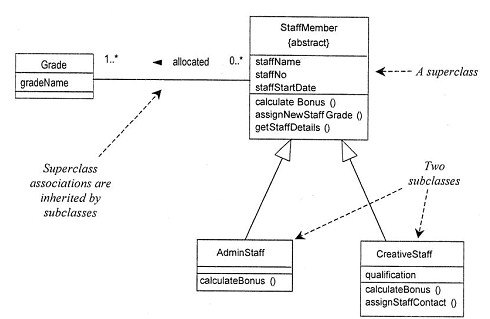 StaffMember
{abstract}
staffName
staffNo
staffStartDate
calculate Bonus ()
assignNewStaff Grade ()
getStaffDetails ()
1..*
◄ allocated
0..*
Grade
gradeName
A superclass
Superclass
associations are
inherited by
subclasses
Two
subclasses
AdminStaff
calculateBonus ()
CreativeStaff
qualification
calculateBonus ()
assignStaffContact ()